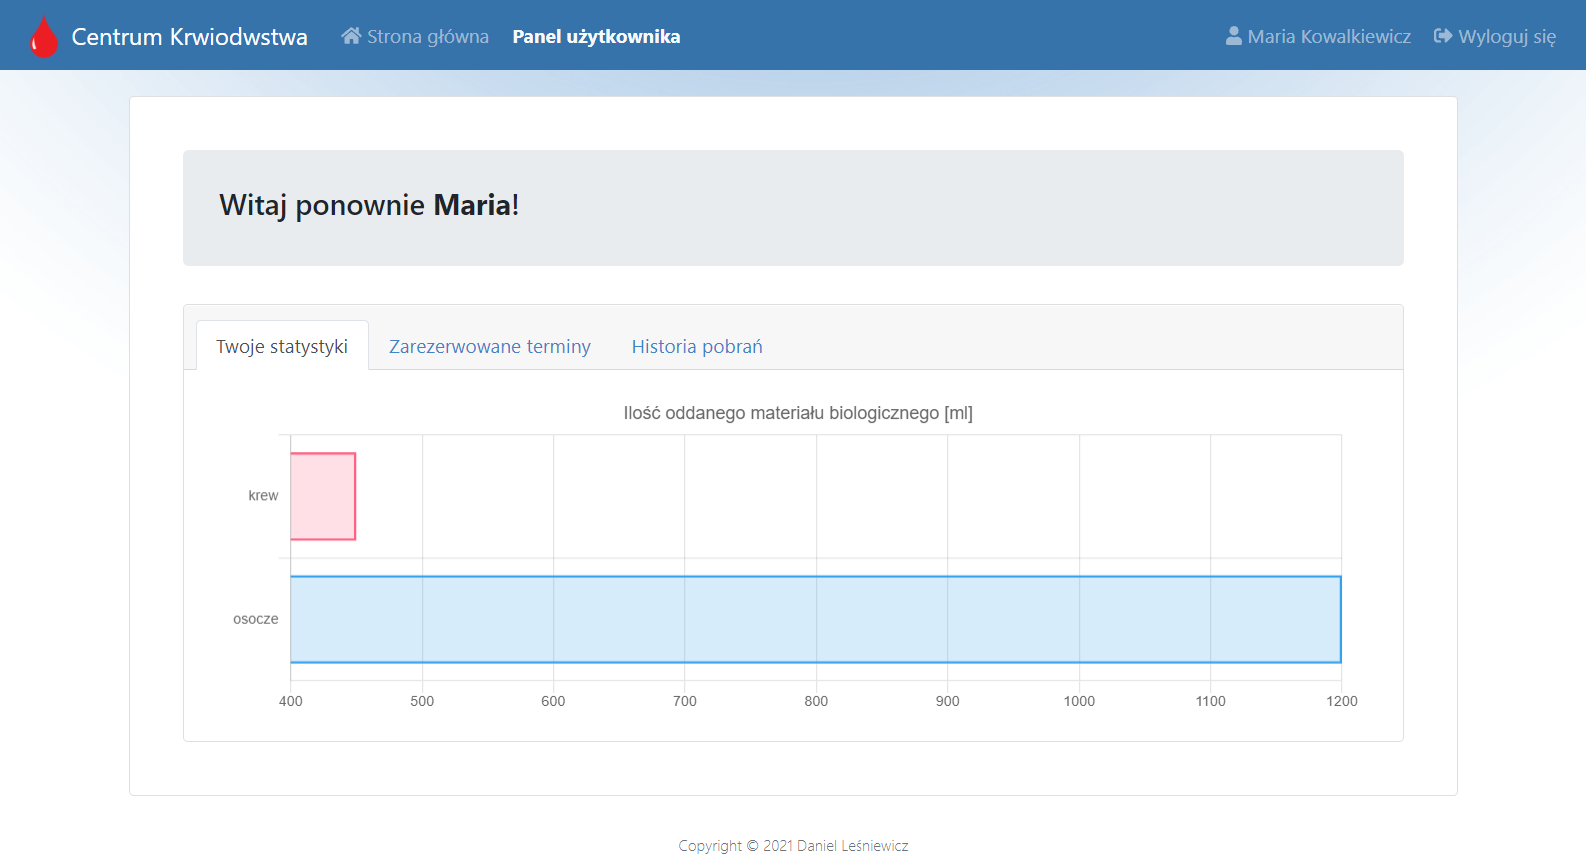 Centrum Krwiodwstwa Strona główna Panel użytkownika Maria Kowalkiewicz Wyloguj się
Witaj ponownie Maria!
Twoje statystyki Zarezerwowane terminy Historia pobrań
Ilość oddanego materiału biologicznego [ml]
krew
osocze
400 500 600 700 800 900 1000 1100 1200
Copyright © 2021 Daniel Leśniewicz